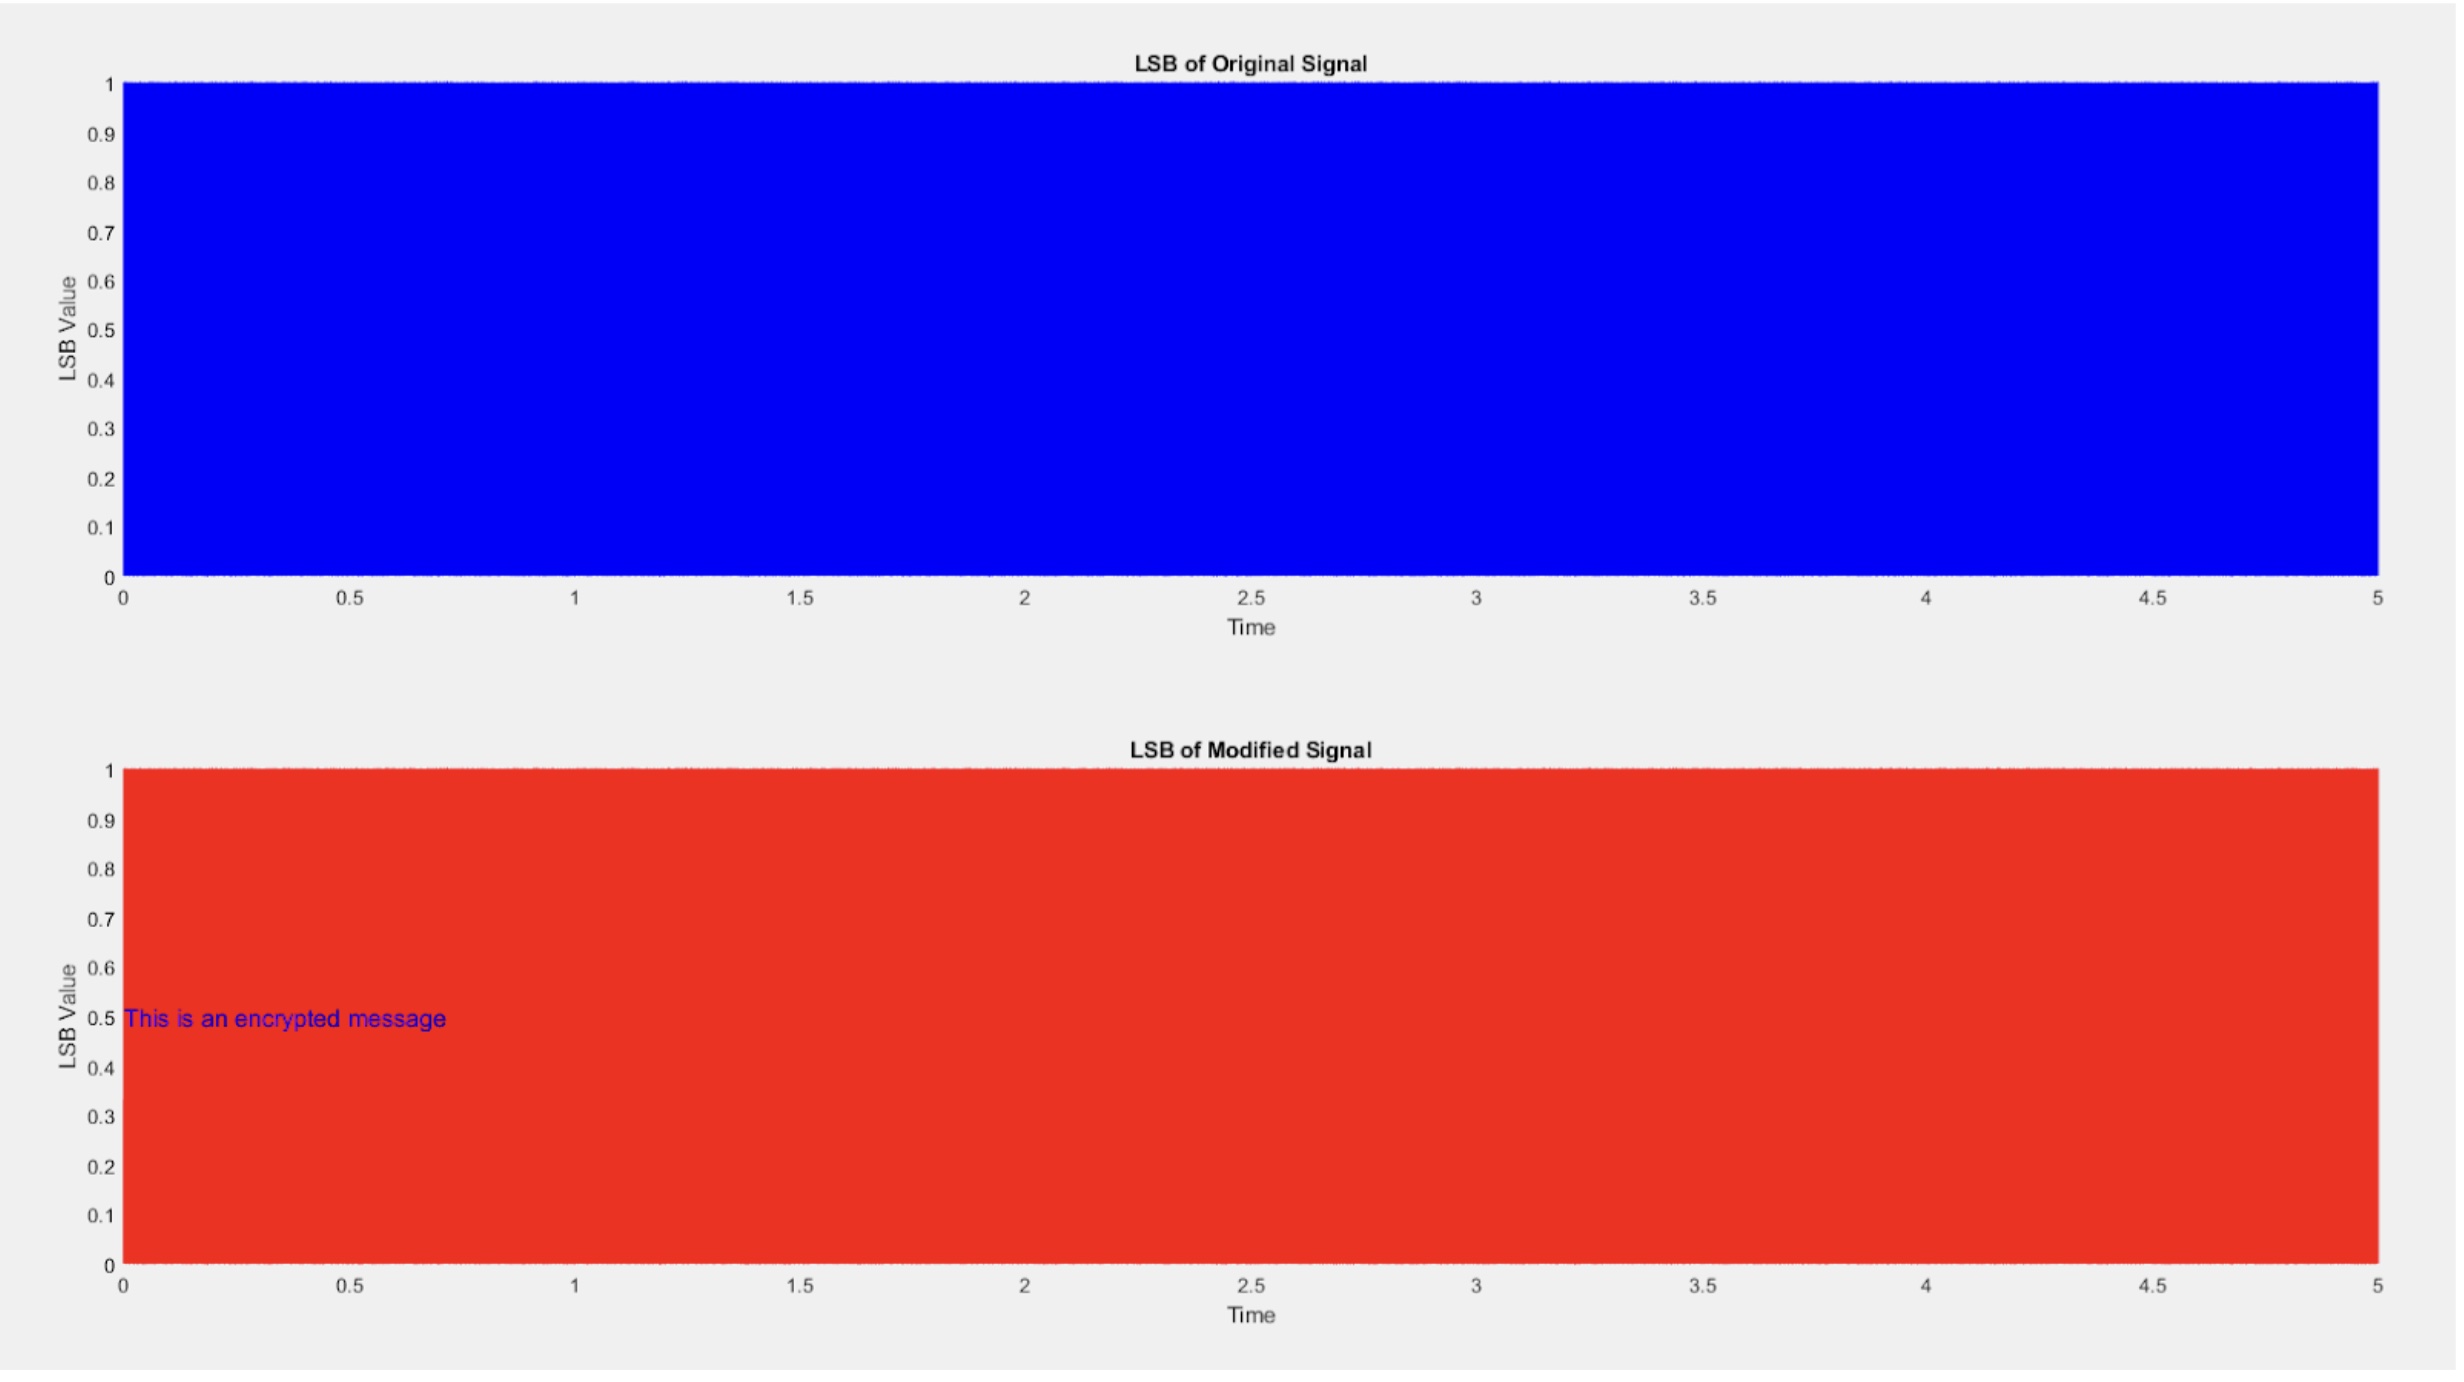 LSB of Original Signal
LSB Value
1
0.9
0.8
0.7
0.6
0.5
0.4
0.3
0.2
0.1
0
0 0.5 1 1.5 2 2.5 3 3.5 4 4.5 5
Time
LSB of Modified Signal
LSB Value
1
0.9
0.8
0.7
0.6
0.5
This is an encrypted message
0.4
0.3
0.2
0.1
0
0 0.5 1 1.5 2 2.5 3 3.5 4 4.5 5
Time